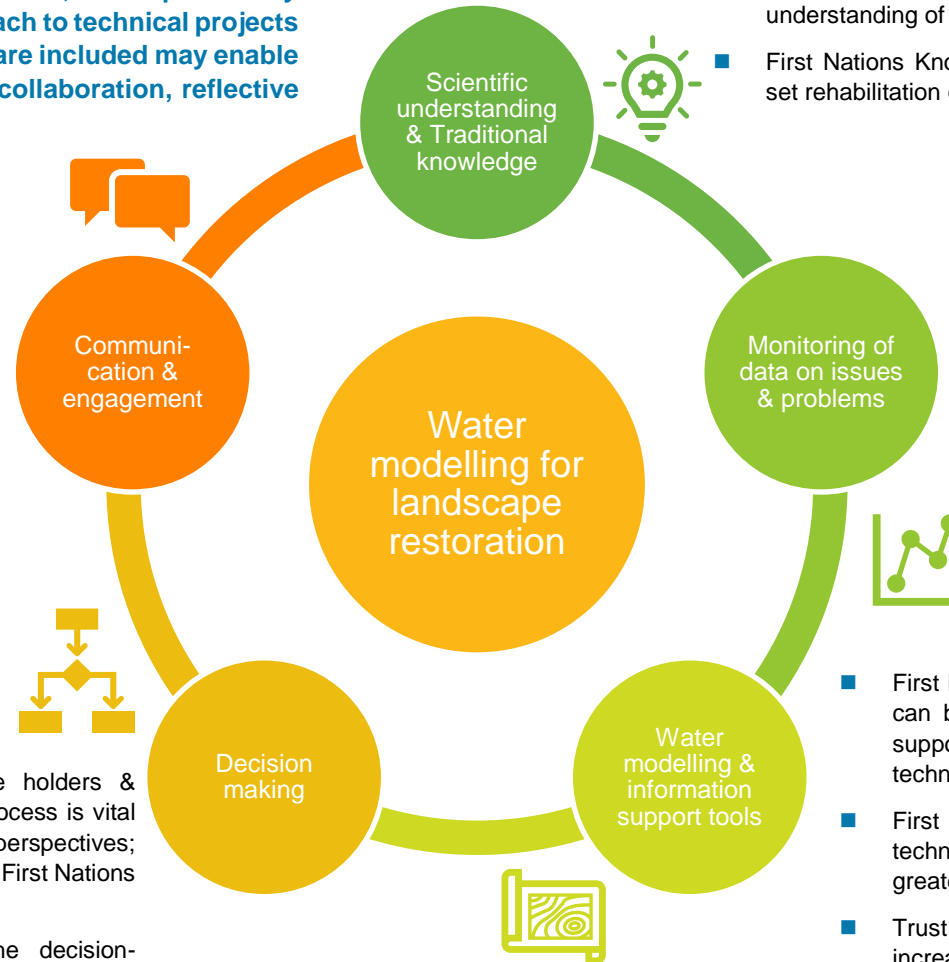 ach to technical projects
are included may enable
collaboration, reflective
understanding of
First Nations Kno
set rehabilitation
Scientific
understanding
& Traditional
knowledge
Communi-
cation &
engagement
Monitoring of
data on issues
& problems
Water
modelling for
landscape
restoration
Decision
making
Water
modelling &
information
support tools
e holders &
ocess is vital
perspectives;
First Nations
ne decision-
First
can b
suppo
techn
First
techn
greate
Trust
increa